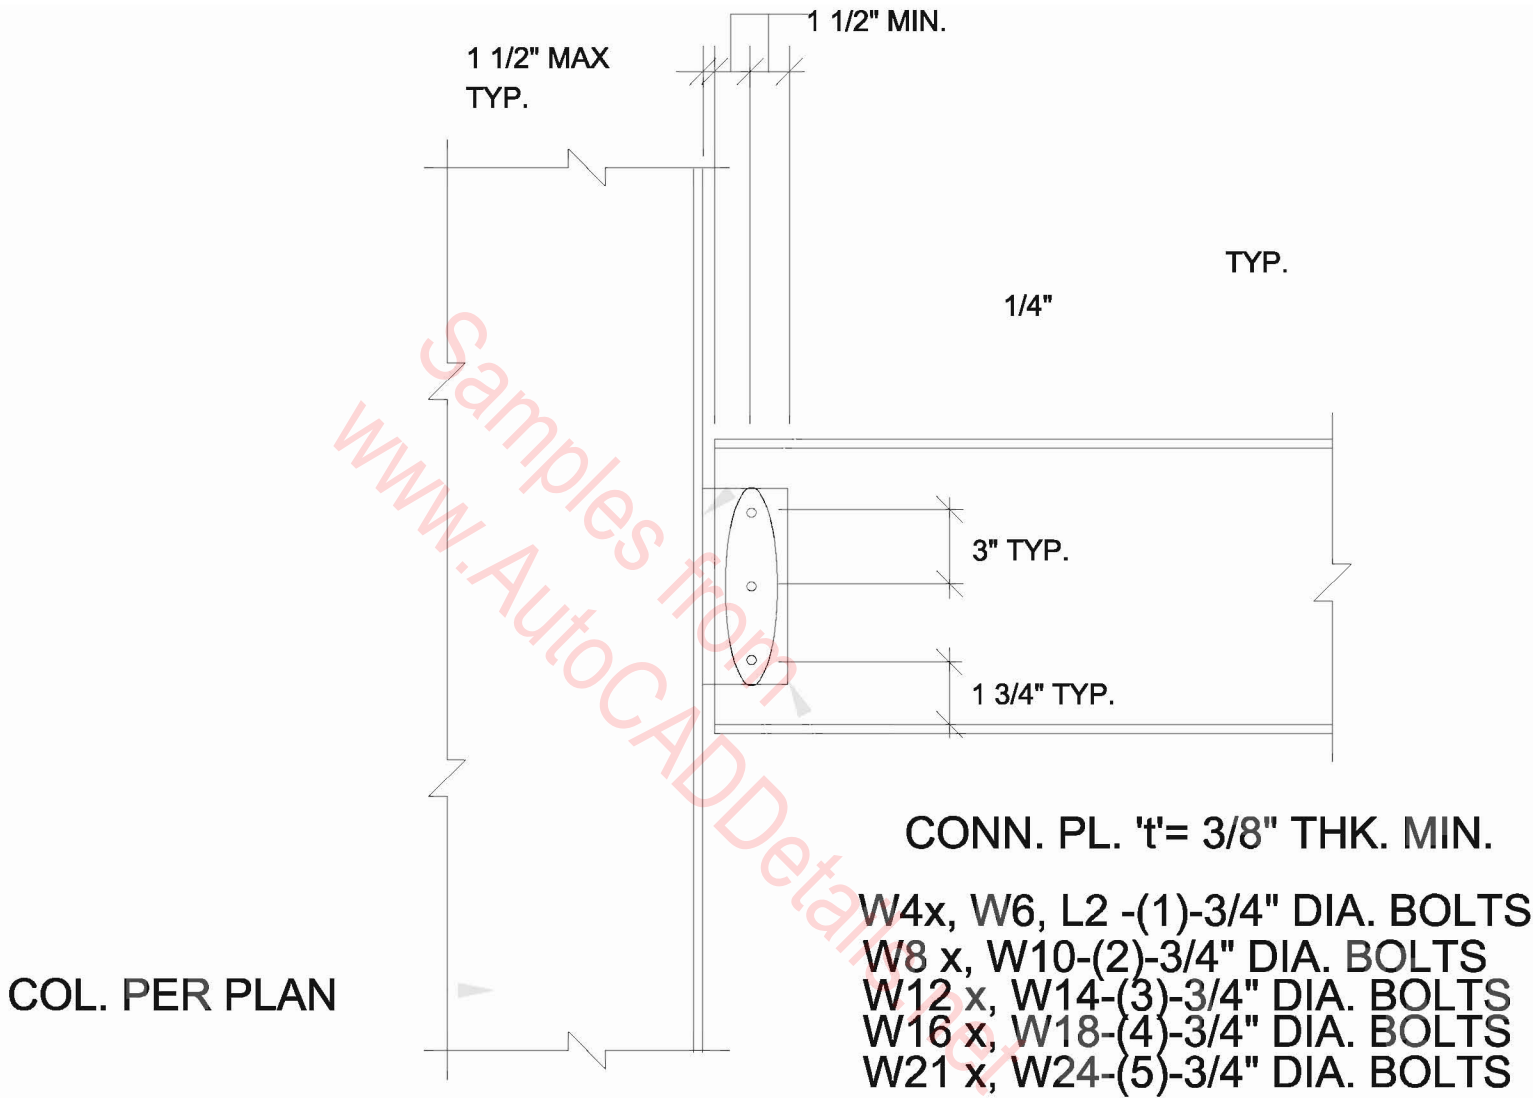 1 1/2" MIN.
1 1/2" MAX
TYP.
TYP.
1/4"
3" TYP.
1 3/4" TYP.
CONN. PL. 't'= 3/8" THK. MIN.
W4x, W6, L2 -(1)-3/4" DIA. BOLTS
W8 x, W10-(2)-3/4" DIA. BOLTS
W12 x, W14-(3)-3/4" DIA. BOLTS
W16 x, W18-(4)-3/4" DIA. BOLTS
W21 x, W24-(5)-3/4" DIA. BOLTS
COL. PER PLAN
Samples from
www.AutoCADDetails.net